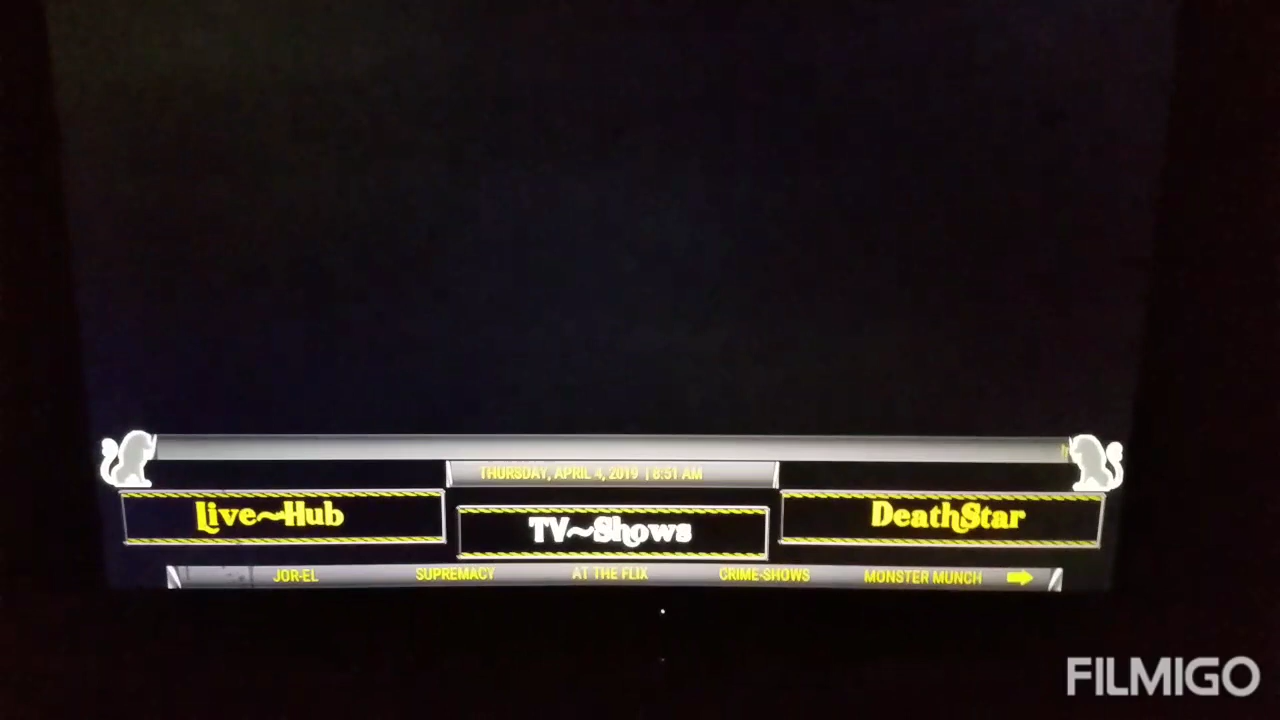 THURSDAY, APRIL 4, 2019 | 8:51 AM
Live~Hub
TV~Shows
DeathStar
JOR-EL SUPREMACY AT THE FLIX CRIME-SHOWS MONSTER MUNCH
FILMIGO